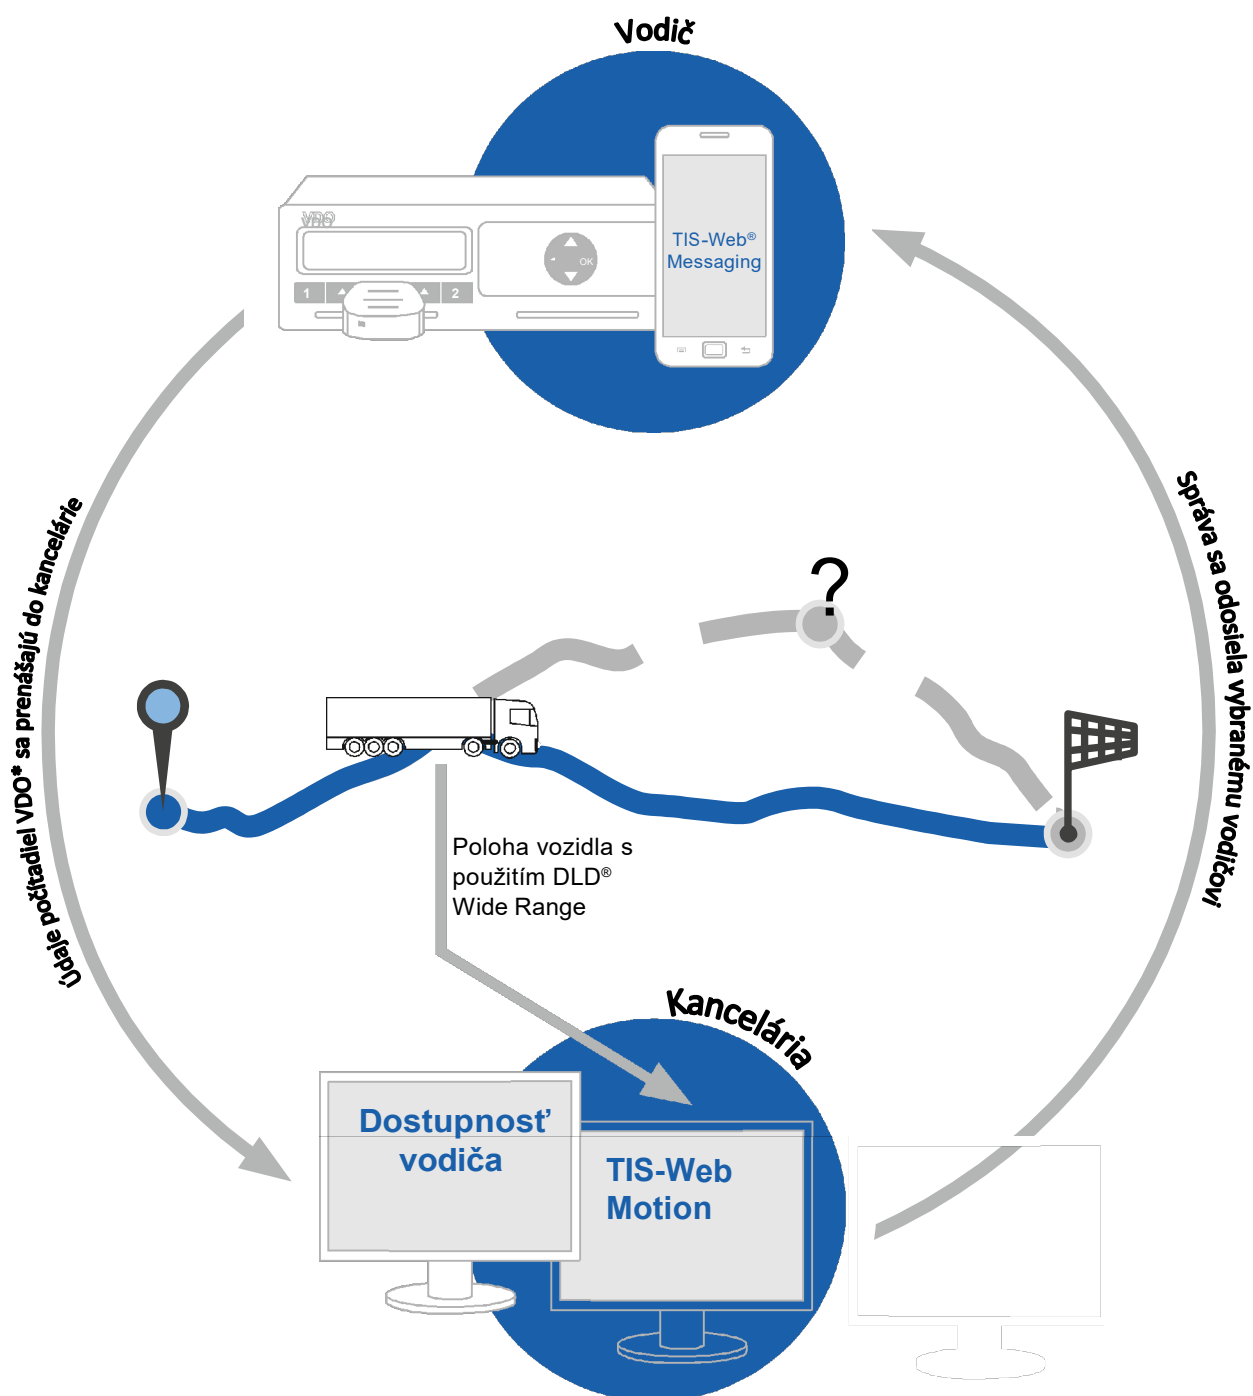 Vodič
VDO
TIS-Web®
Messaging
OK
1
2
Údaje počítadiel VDO* sa prenášajú do kancelárie
Správa sa odosiela vybranému vodičovi
?
Poloha vozidla s
použitím DLD®
Wide Range
Kancelária
Dostupnosť
vodiča
TIS-Web
Motion